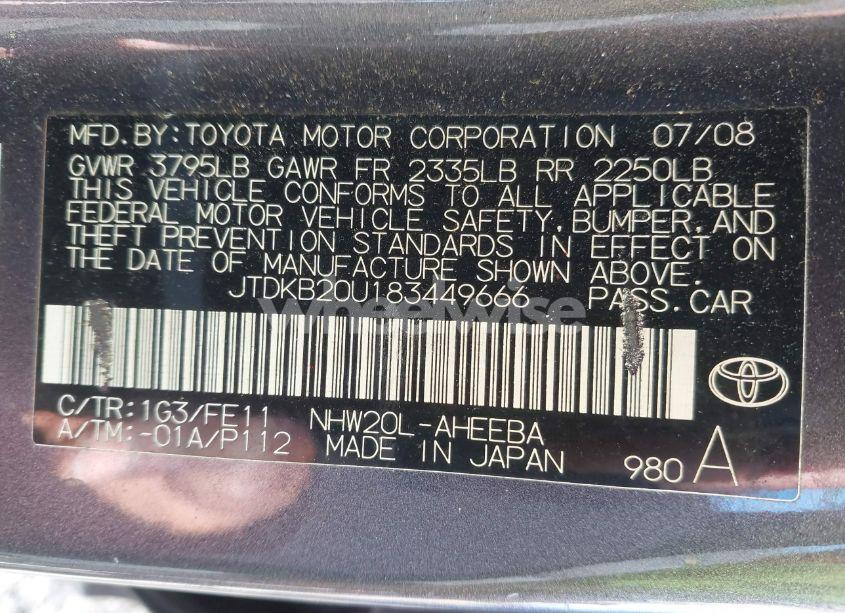 MFD.BY:TOYOTA MOTOR CORPORATION 07/08
GVWR 3795LB GAWR FR 2335LB RR 2250LB
THIS VEHICLE CONFORMS TO ALL APPLICABLE
FEDERAL MOTOR VEHICLE SAFETY,BUMPER,AND
THEFT PREVENTION STANDARDS IN EFFECT ON
THE DATE OF MANUFACTURE SHOWN ABOVE.
JTDKB20U183449666 PASS.CAR
Wheelwise
C/TR:1G3/FE11 NHW20L-AHEEBA
A/TM:-01A/P112 MADE IN JAPAN 980 A